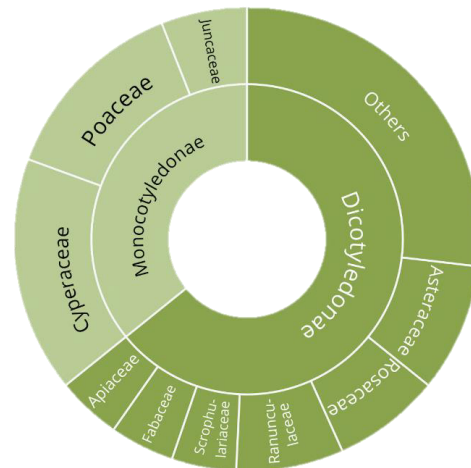 Juncaceae
Poaceae
Monocotyledonae
Cyperaceae
Others
Dicotyledonae
Asteraceae
Rosaceae
Ranuncu-
laceae
Scrophu-
lariaceae
Fabaceae
Apiaceae